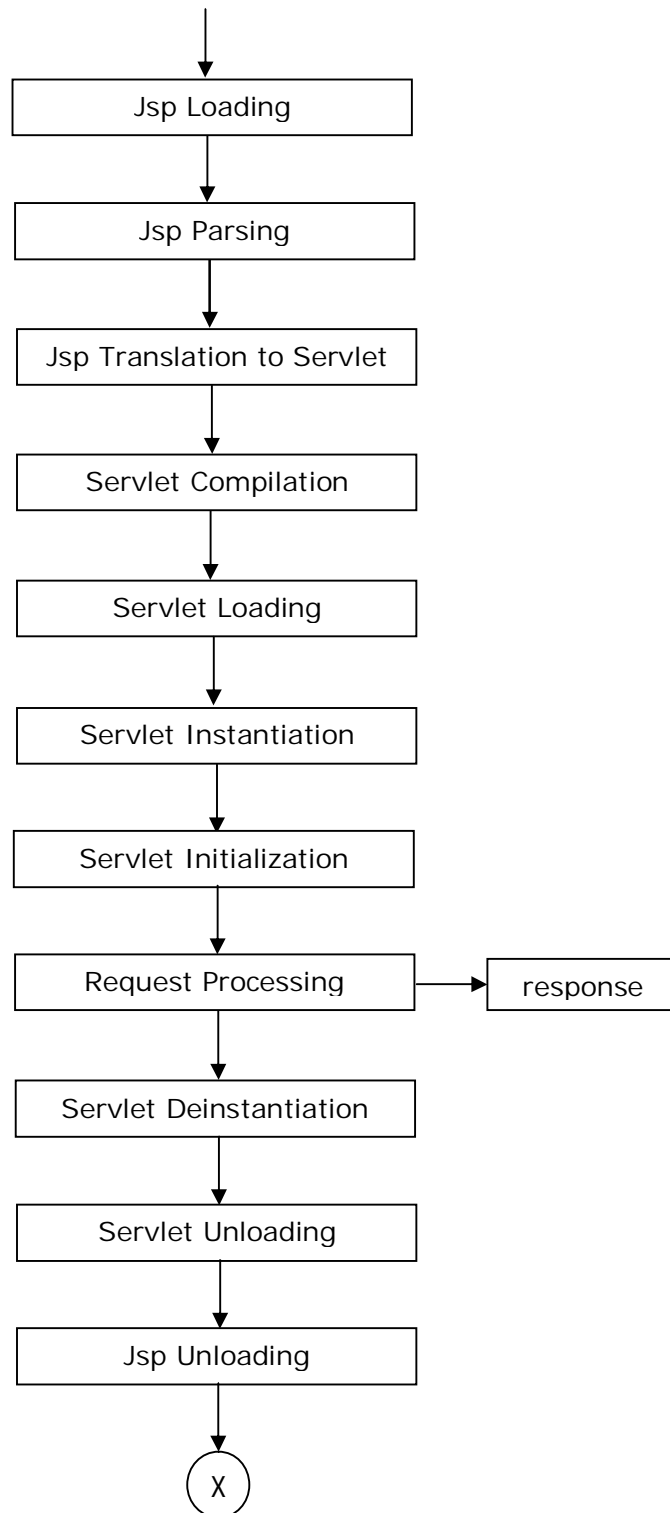 Jsp Loading
Jsp Parsing
Jsp Translation to Servlet
Servlet Compilation
Servlet Loading
Servlet Instantiation
Servlet Initialization
Request Processing
response
Servlet Deinstantiation
Servlet Unloading
Jsp Unloading
X